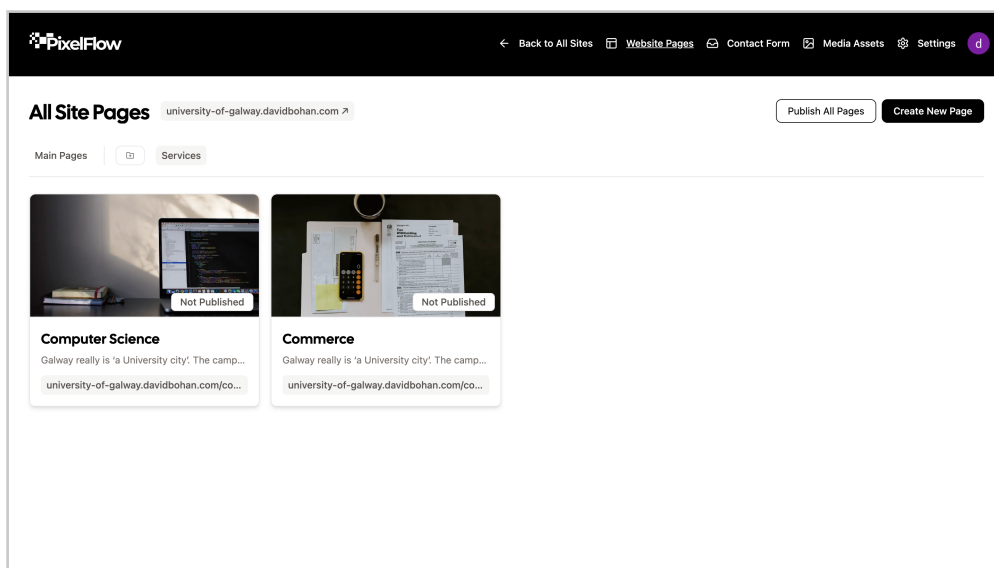 PixelFlow
Back to All Sites Website Pages Contact Form Media Assets Settings d
All Site Pages university-of-galway.davidbohan.com ↗ Publish All Pages Create New Page
Main Pages Services
Not Published Not Published
Computer Science
Galway really is 'a University city'. The camp...
university-of-galway.davidbohan.com/co...
Commerce
Galway really is 'a University city'. The camp...
university-of-galway.davidbohan.com/co...